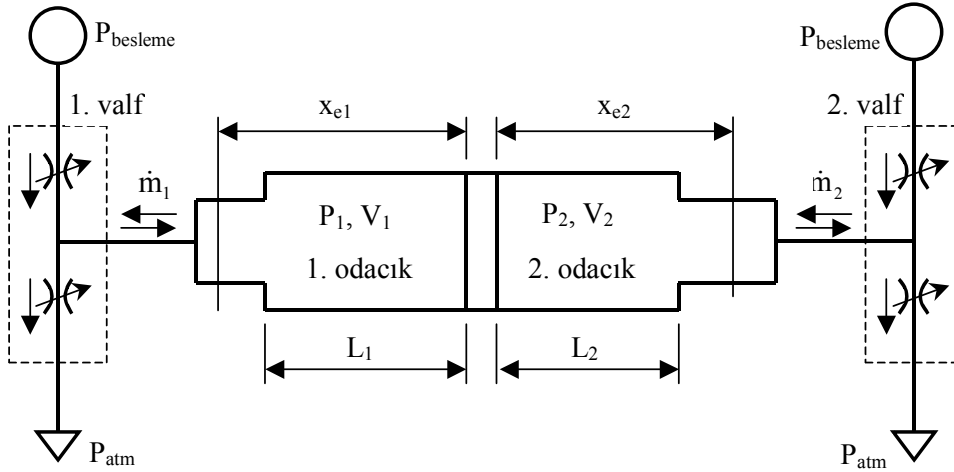 P_besleme
P_besleme
1. valf
x_e1
x_e2
2. valf
ṁ_1
ṁ_2
P_1, V_1
P_2, V_2
1. odacık
2. odacık
L_1
L_2
P_atm
P_atm